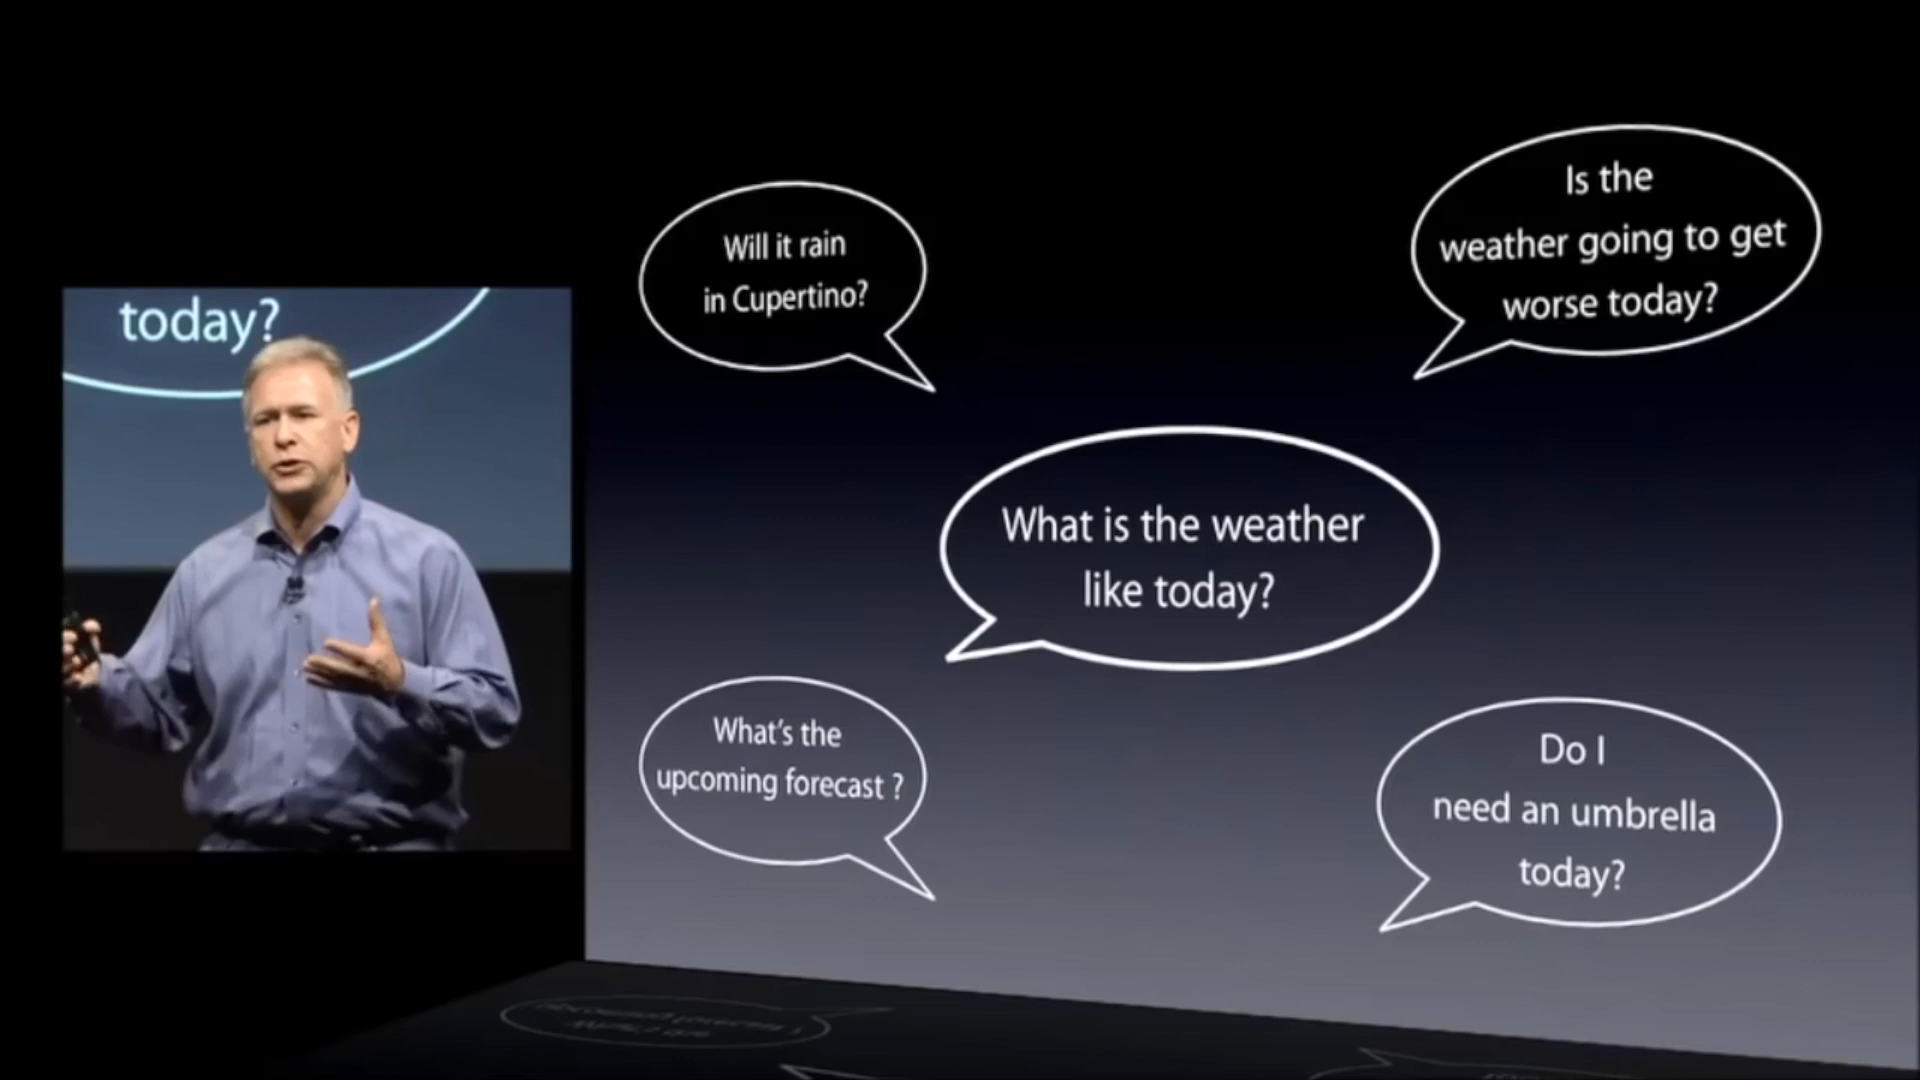 today?
Will it rain
in Cupertino?
Is the
weather going to get
worse today?
What is the weather
like today?
What's the
upcoming forecast ?
Do I
need an umbrella
today?